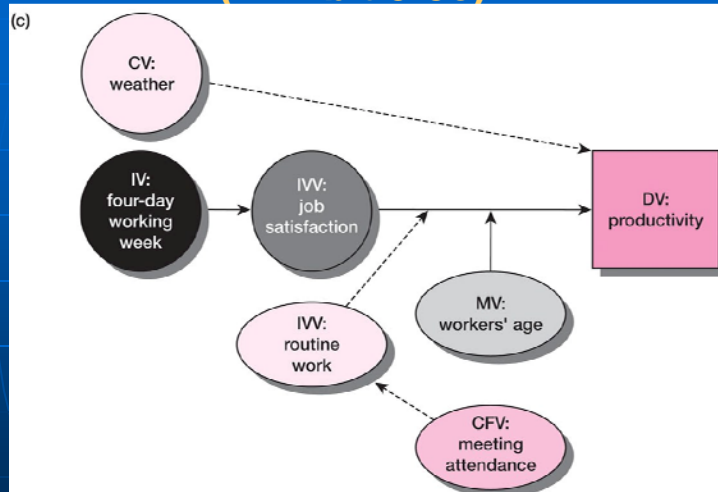 (c)
CV:
weather
IV:
four-day
working
week
IVV:
job
satisfaction
DV:
productivity
IVV:
routine
work
MV:
workers' age
CFV:
meeting
attendance